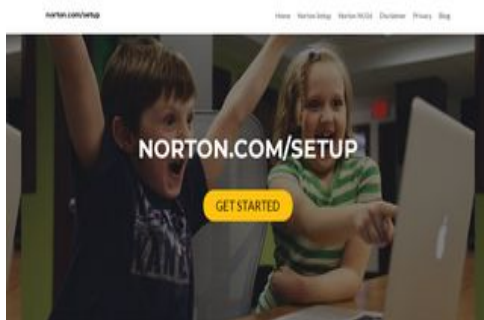 norton.com/setup
Home Norton Setup Norton NU16 Disclaimer Privacy Blog
NORTON.COM/SETUP
GET STARTED